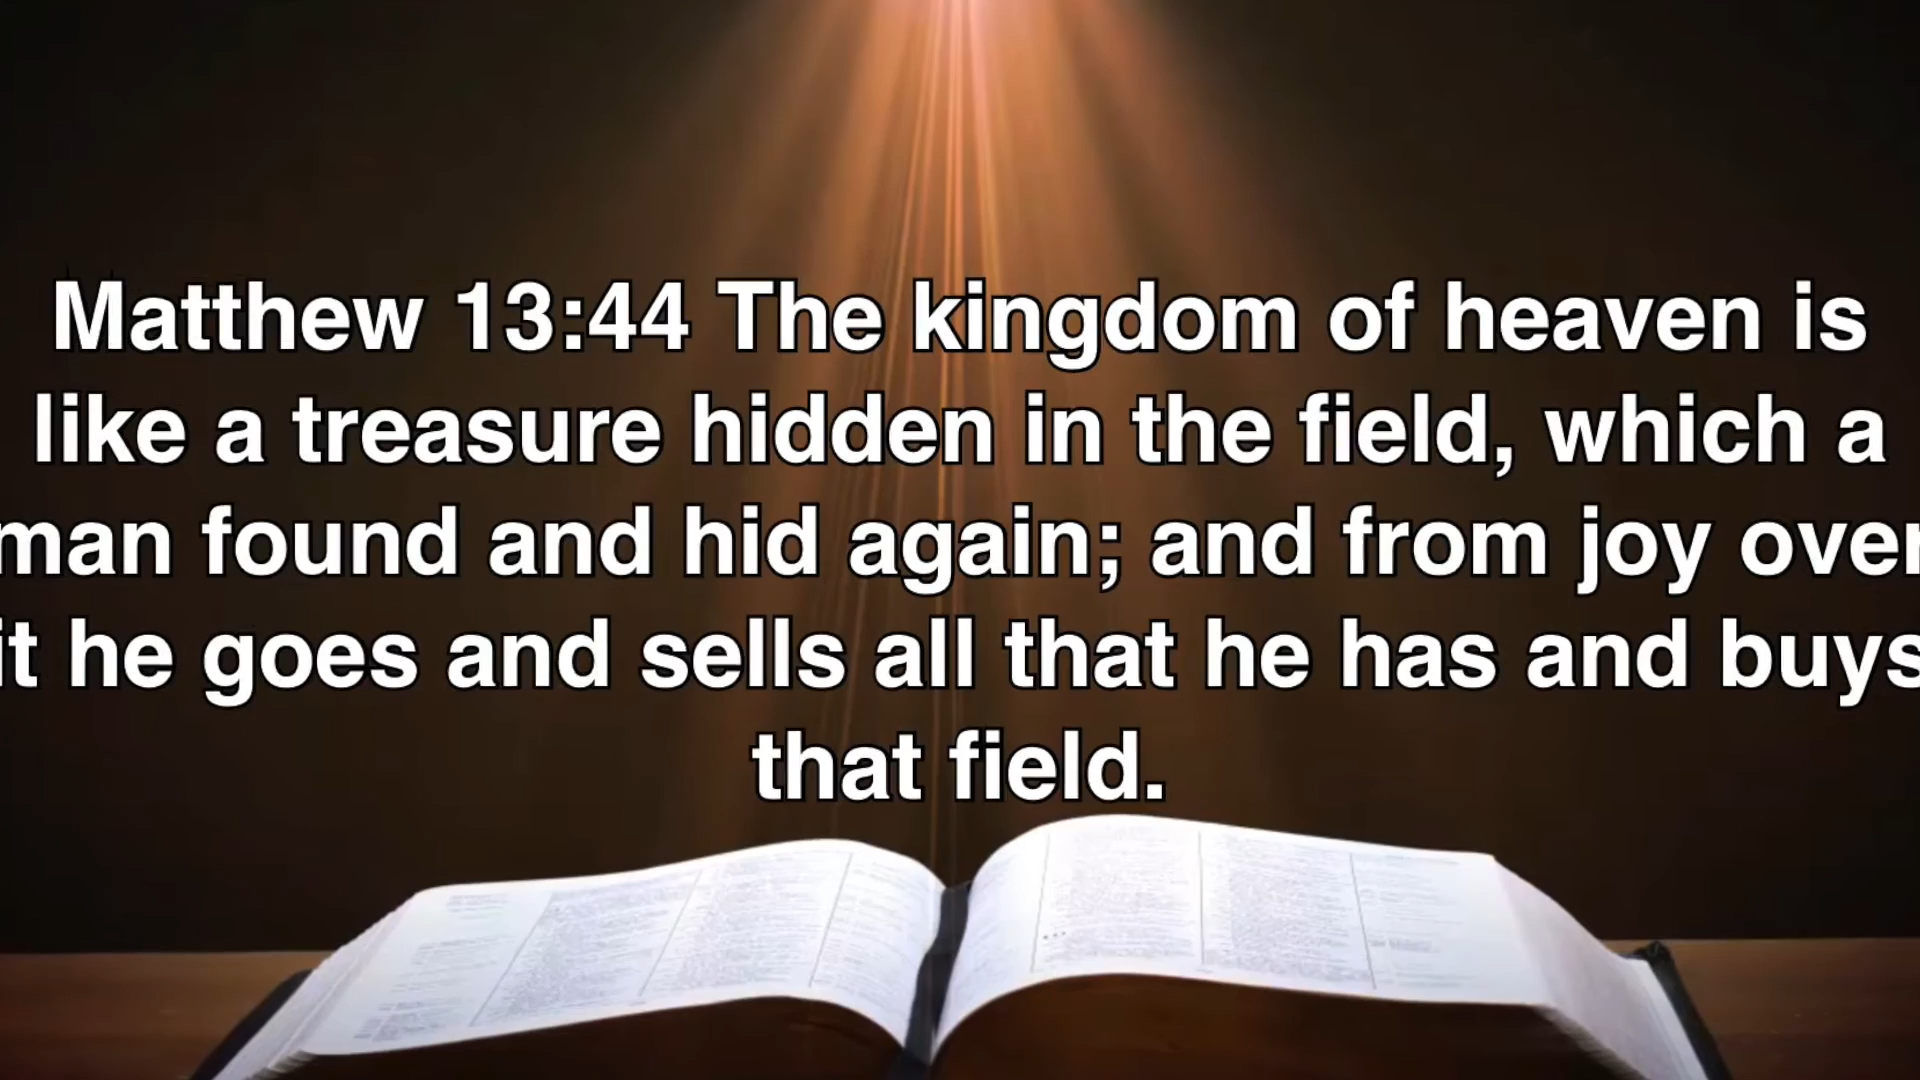 Matthew 13:44 The kingdom of heaven is
like a treasure hidden in the field, which a
man found and hid again; and from joy over
it he goes and sells all that he has and buys
that field.